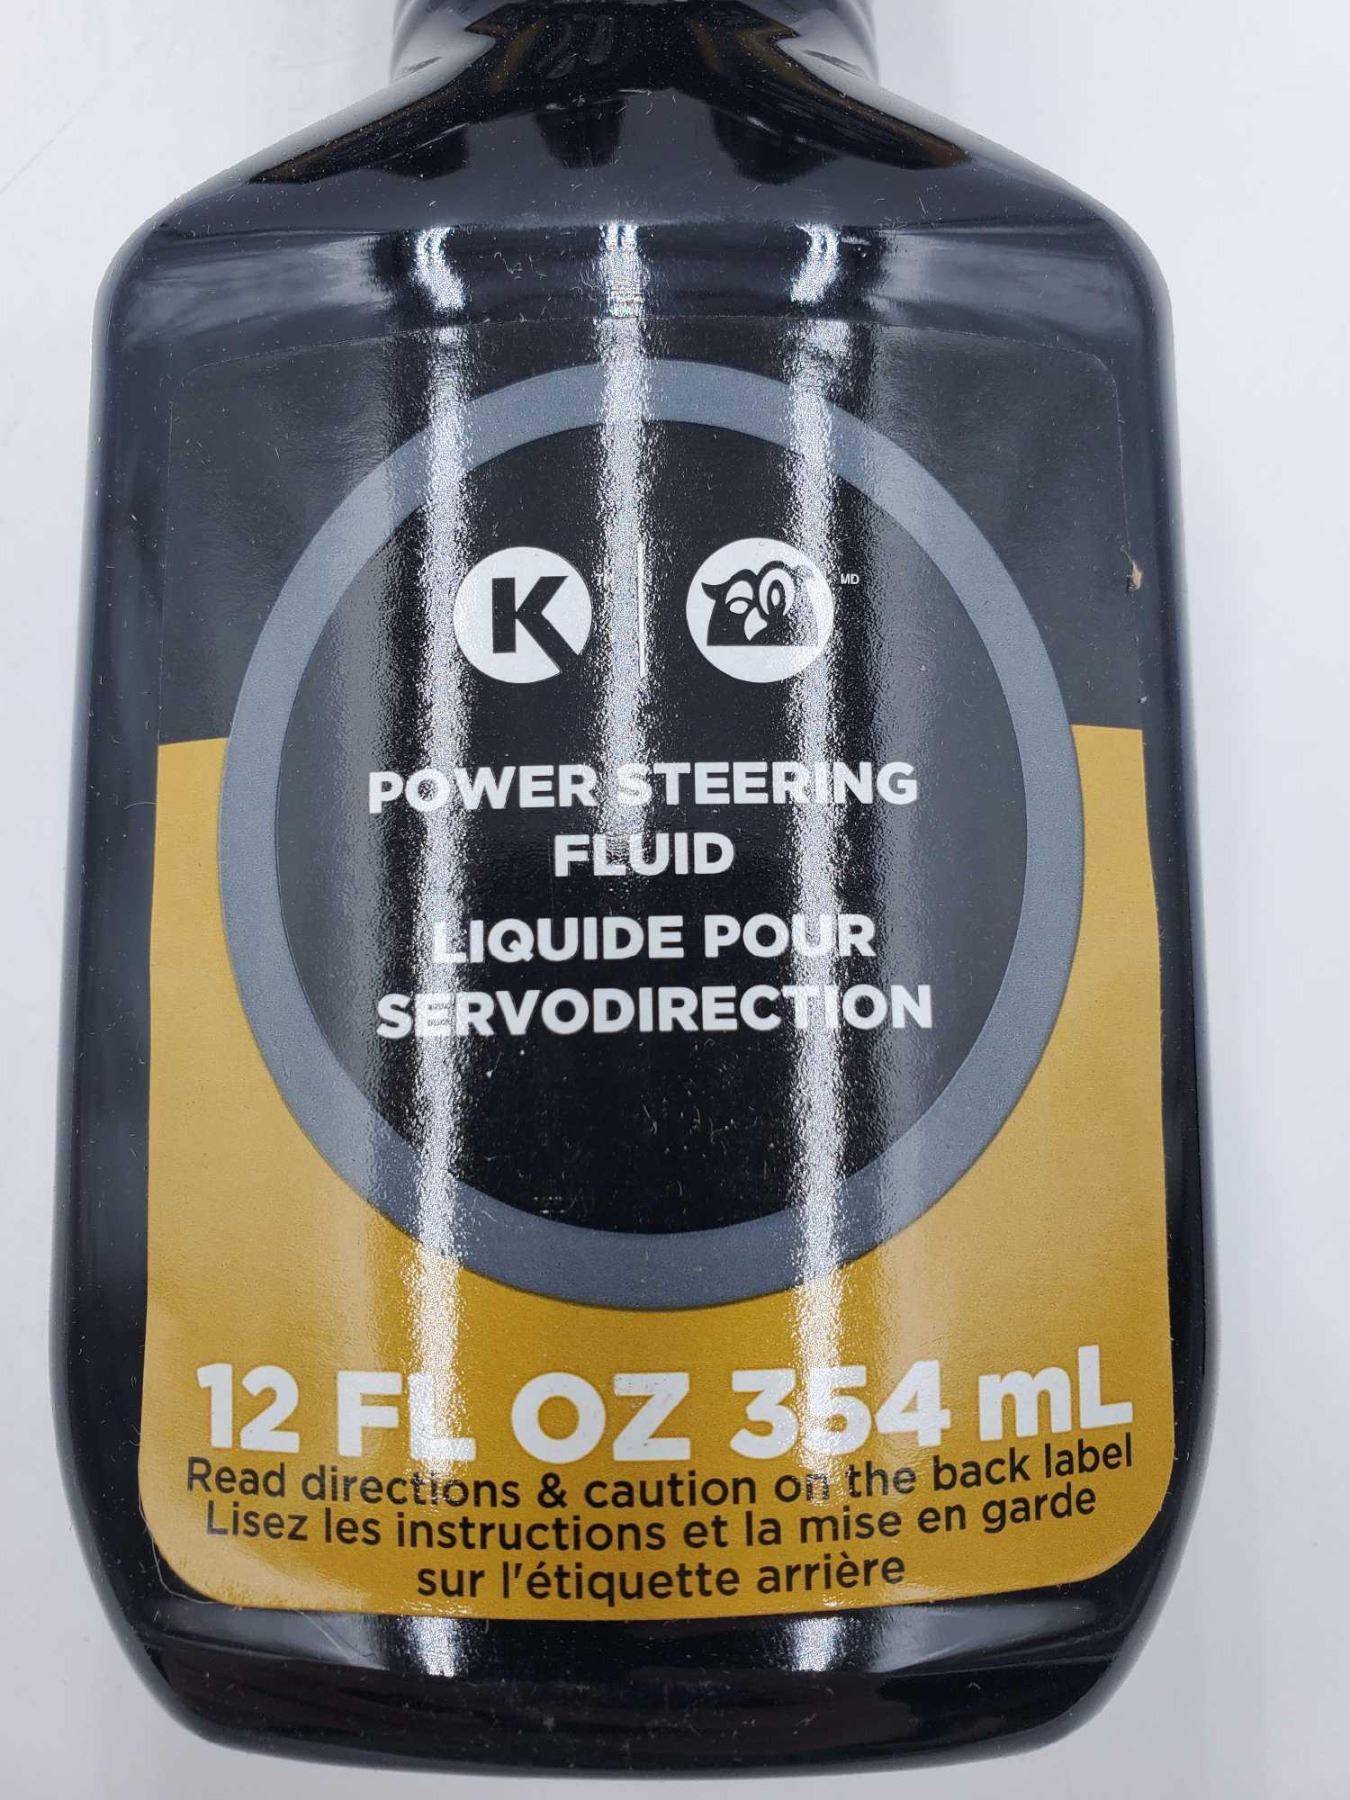 K TM MD
POWER STEERING
FLUID
LIQUIDE POUR
SERVODIRECTION
12 FL OZ 354 mL
Read directions & caution on the back label
Lisez les instructions et la mise en garde
sur l'étiquette arrière